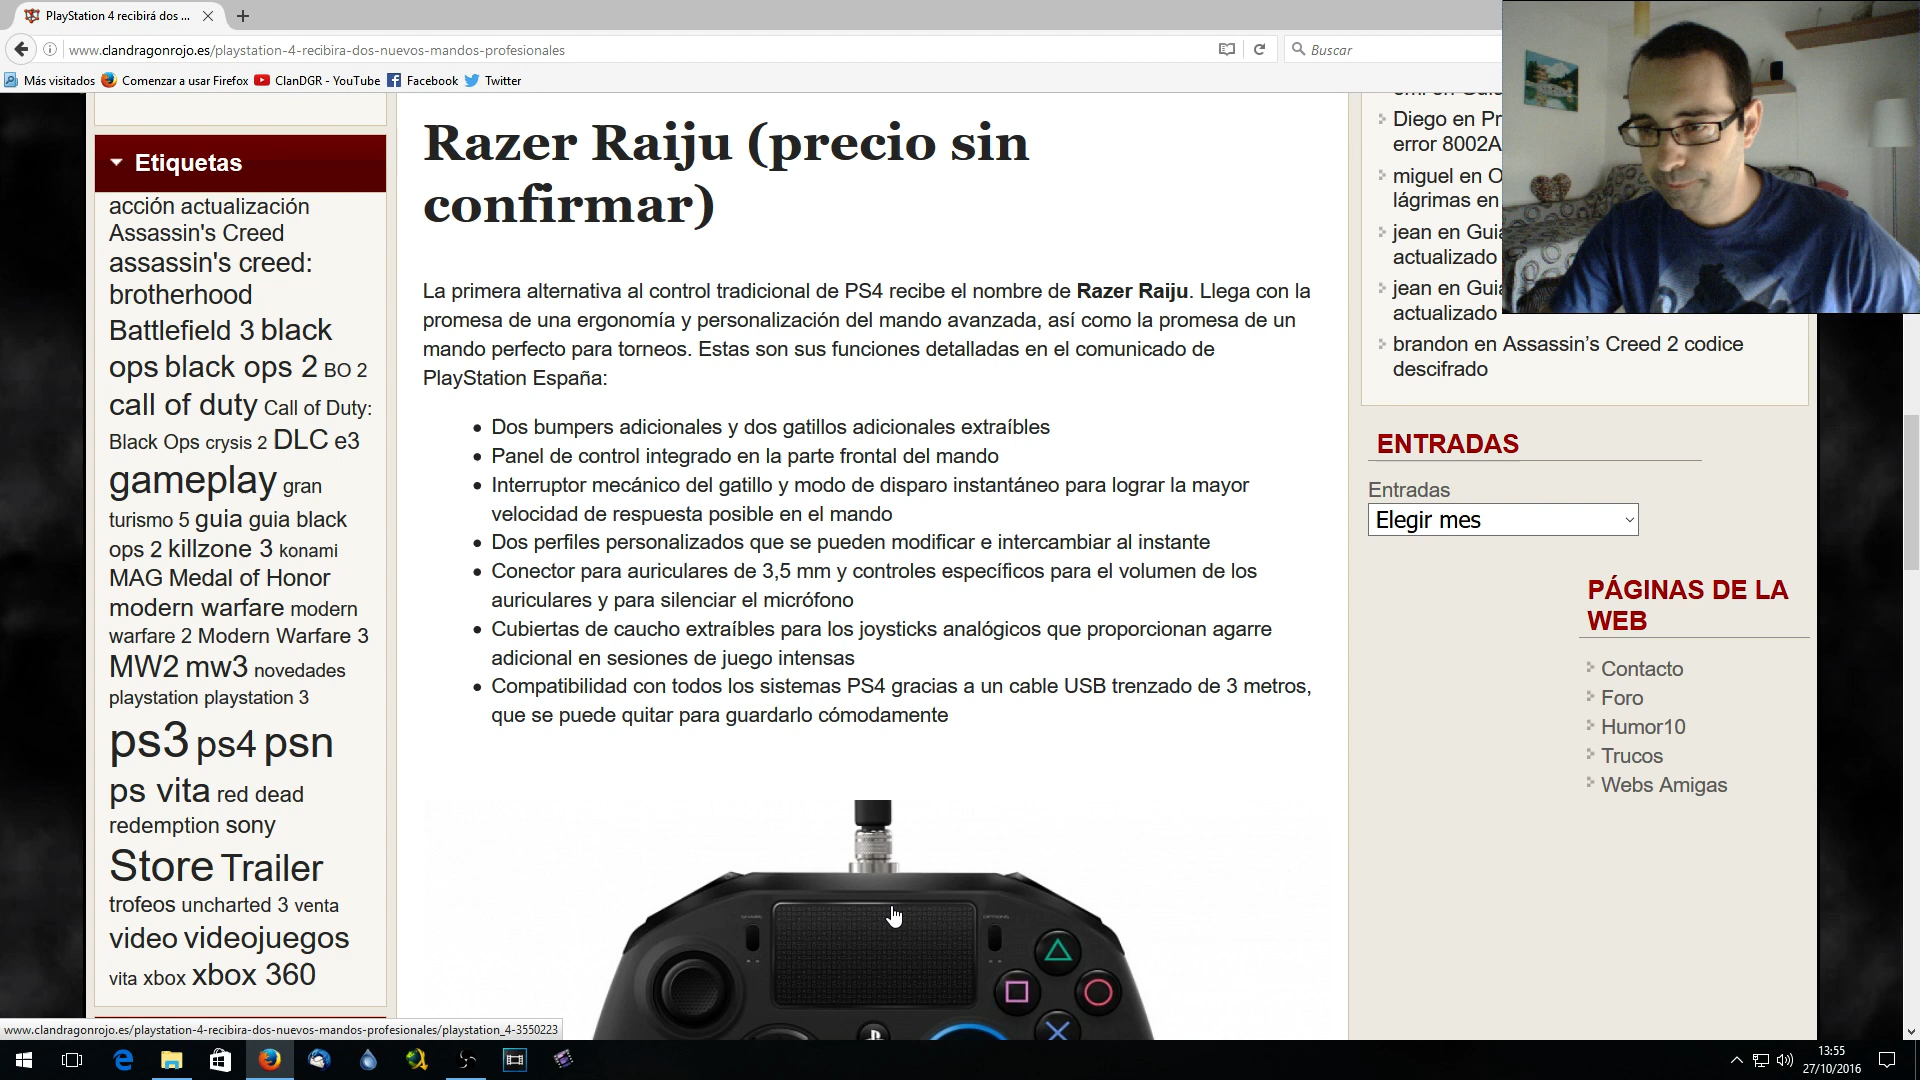 PlayStation 4 recibirá dos ...
www.clandragonrojo.es/playstation-4-recibira-dos-nuevos-mandos-profesionales
Buscar
Más visitados
Comenzar a usar Firefox
ClanDGR - YouTube
Facebook
Twitter
Etiquetas
acción actualización
Assassin's Creed
assassin's creed:
brotherhood
Battlefield 3 black
ops black ops 2 BO 2
call of duty Call of Duty:
Black Ops crysis 2 DLC e3
gameplay gran
turismo 5 guia guia black
ops 2 killzone 3 konami
MAG Medal of Honor
modern warfare modern
warfare 2 Modern Warfare 3
MW2 mw3 novedades
playstation playstation 3
ps3 ps4 psn
ps vita red dead
redemption sony
Store Trailer
trofeos uncharted 3 venta
video videojuegos
vita xbox xbox 360
Razer Raiju (precio sin
confirmar)
La primera alternativa al control tradicional de PS4 recibe el nombre de Razer Raiju. Llega con la
promesa de una ergonomía y personalización del mando avanzada, así como la promesa de un
mando perfecto para torneos. Estas son sus funciones detalladas en el comunicado de
PlayStation España:
Dos bumpers adicionales y dos gatillos adicionales extraíbles
Panel de control integrado en la parte frontal del mando
Interruptor mecánico del gatillo y modo de disparo instantáneo para lograr la mayor
velocidad de respuesta posible en el mando
Dos perfiles personalizados que se pueden modificar e intercambiar al instante
Conector para auriculares de 3,5 mm y controles específicos para el volumen de los
auriculares y para silenciar el micrófono
Cubiertas de caucho extraíbles para los joysticks analógicos que proporcionan agarre
adicional en sesiones de juego intensas
Compatibilidad con todos los sistemas PS4 gracias a un cable USB trenzado de 3 metros,
que se puede quitar para guardarlo cómodamente
Diego en Pr
error 8002A
miguel en O
lágrimas en
jean en Guia
actualizado
jean en Guia
actualizado
brandon en Assassin’s Creed 2 codice
descifrado
ENTRADAS
Entradas
Elegir mes
PÁGINAS DE LA
WEB
Contacto
Foro
Humor10
Trucos
Webs Amigas
www.clandragonrojo.es/playstation-4-recibira-dos-nuevos-mandos-profesionales/playstation_4-3550223
13:55
27/10/2016